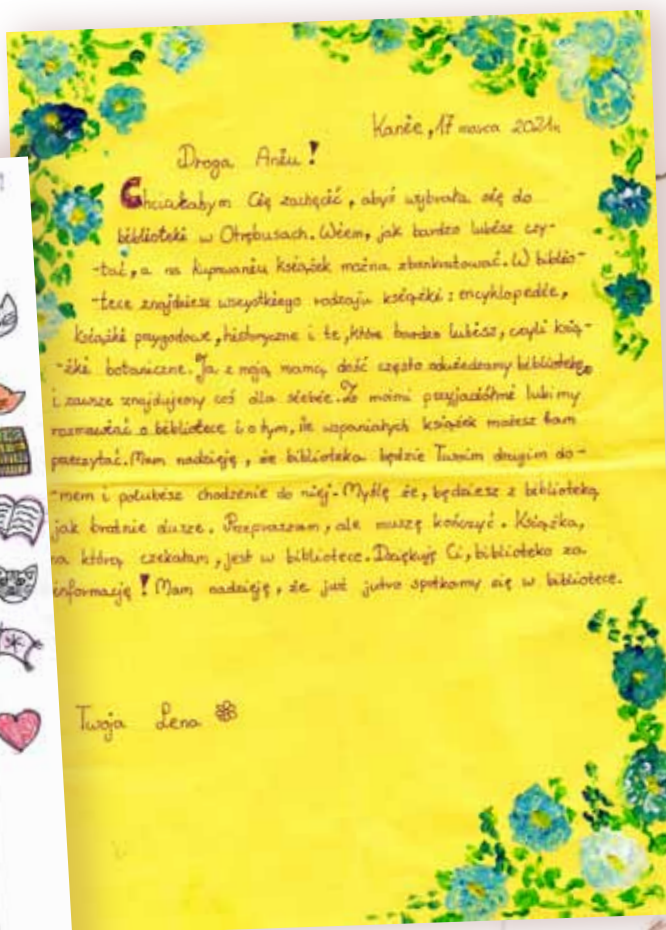 Kanie, 17 marca 2021r.
Droga Aniu!
Chciałabym Cię zachęcić, abyś wybrała się do
biblioteki w Otrębusach. Wiem, jak bardzo lubisz czy-
-tać, a na kupowaniu książek można zbankrutować. W biblio-
-tece znajdziesz wszystkiego rodzaju książki: encyklopedie,
książki przygodowe, historyczne i te, które bardzo lubisz, czyli ksią-
-żki botaniczne. Ja z moją mamą dość często odwiedzamy bibliotekę
i zawsze znajdujemy coś dla siebie. Z moimi przyjaciółmi lubimy
rozmawiać o bibliotece i o tym, ile wspaniałych książek możesz tam
przeczytać. Mam nadzieję, że biblioteka będzie Twoim drugim do-
-mem i polubisz chodzenie do niej. Myślę że, będziesz z biblioteką
jak bratnie dusze. Przepraszam, ale muszę kończyć. Książka,
na którą czekałam, jest w bibliotece. Dziękuję Ci, biblioteko za
informację! Mam nadzieję, że już jutro spotkamy się w bibliotece.
Twoja Lena